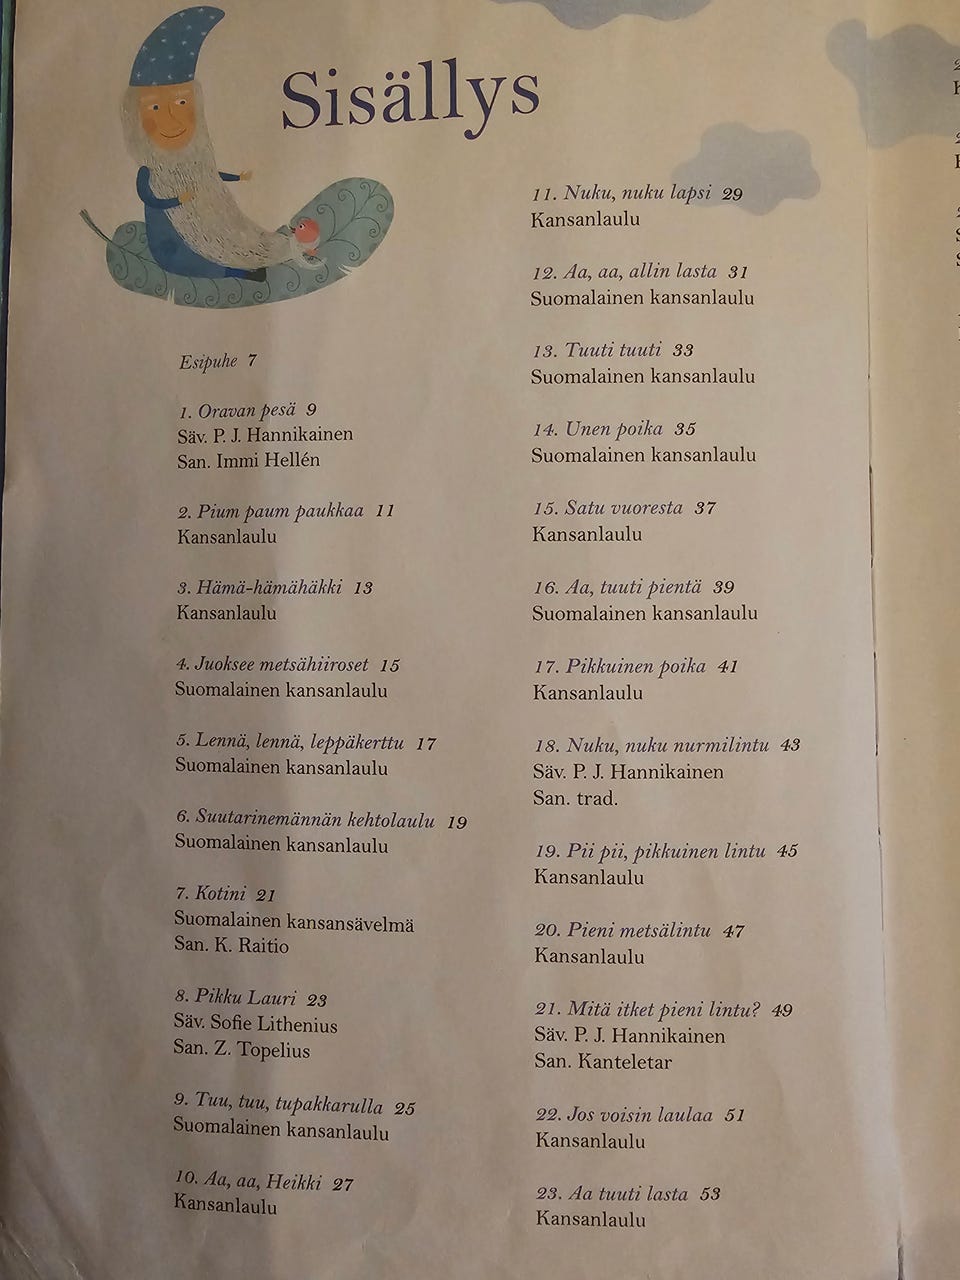 Sisällys
Esipuhe 7
1. Oravan pesä 9
Säv. P. J. Hannikainen
San. Immi Hellén
2. Pium paum paukkaa 11
Kansanlaulu
3. Hämä-hämähäkki 13
Kansanlaulu
4. Juoksee metsähiiroset 15
Suomalainen kansanlaulu
5. Lennä, lennä, leppäkerttu 17
Suomalainen kansanlaulu
6. Suutarinemännän kehtolaulu 19
Suomalainen kansanlaulu
7. Kotini 21
Suomalainen kansansävelmä
San. K. Raitio
8. Pikku Lauri 23
Säv. Sofie Lithenius
San. Z. Topelius
9. Tuu, tuu, tupakkarulla 25
Suomalainen kansanlaulu
10. Aa, aa, Heikki 27
Kansanlaulu
11. Nuku, nuku lapsi 29
Kansanlaulu
12. Aa, aa, allin lasta 31
Suomalainen kansanlaulu
13. Tuuti tuuti 33
Suomalainen kansanlaulu
14. Unen poika 35
Suomalainen kansanlaulu
15. Satu vuoresta 37
Kansanlaulu
16. Aa, tuuti pientä 39
Suomalainen kansanlaulu
17. Pikkuinen poika 41
Kansanlaulu
18. Nuku, nuku nurmilintu 43
Säv. P. J. Hannikainen
San. trad.
19. Pii pii, pikkuinen lintu 45
Kansanlaulu
20. Pieni metsälintu 47
Kansanlaulu
21. Mitä itket pieni lintu? 49
Säv. P. J. Hannikainen
San. Kanteletar
22. Jos voisin laulaa 51
Kansanlaulu
23. Aa tuuti lasta 53
Kansanlaulu